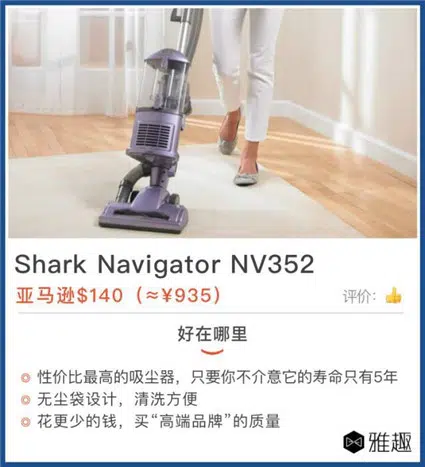 Shark Navigator NV352
亚马逊$140（≈¥935）
评价：👍
好在哪里
性价比最高的吸尘器，只要你不介意它的寿命只有5年
无尘袋设计，清洗方便
花更少的钱，买“高端品牌”的质量
雅趣